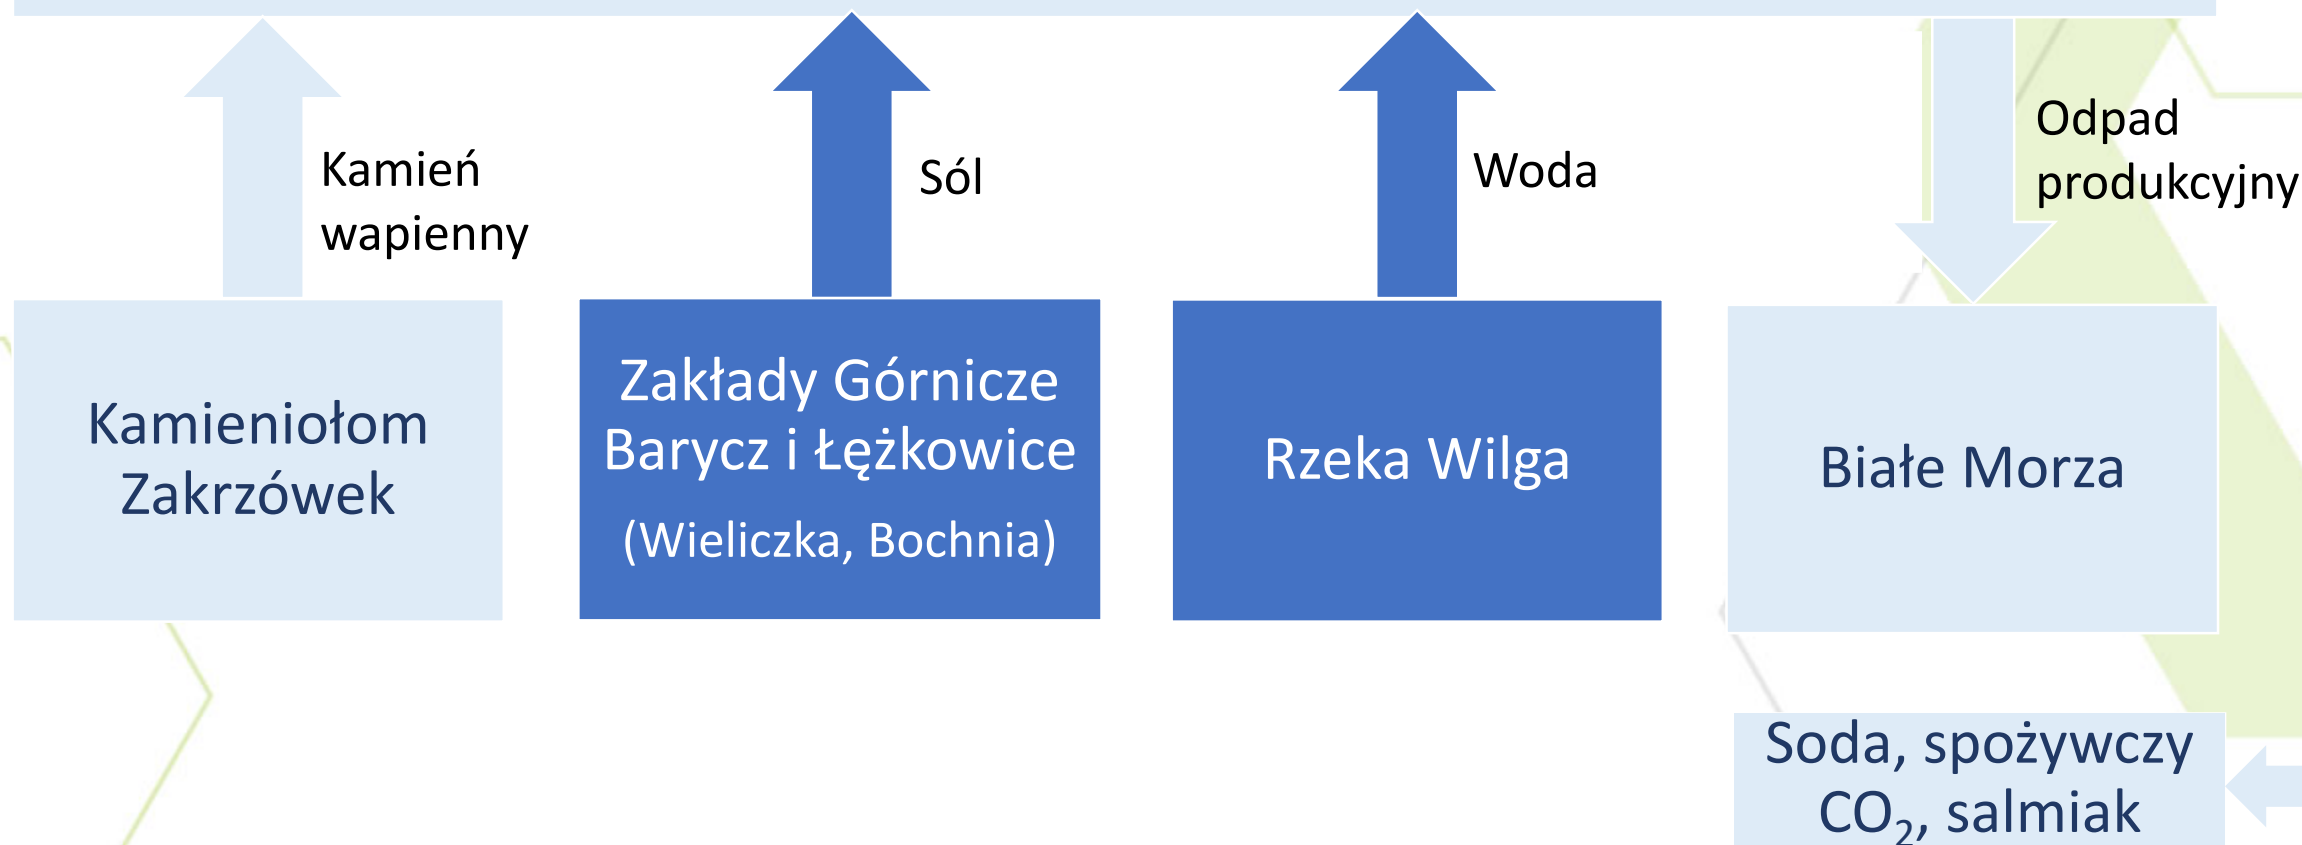 Kamień
wapienny
Sól
Woda
Odpad
produkcyjny
Kamieniołom
Zakrzówek
Zakłady Górnicze
Barycz i Łężkowice
(Wieliczka, Bochnia)
Rzeka Wilga
Białe Morza
Soda, spożywczy
CO₂, salmiak